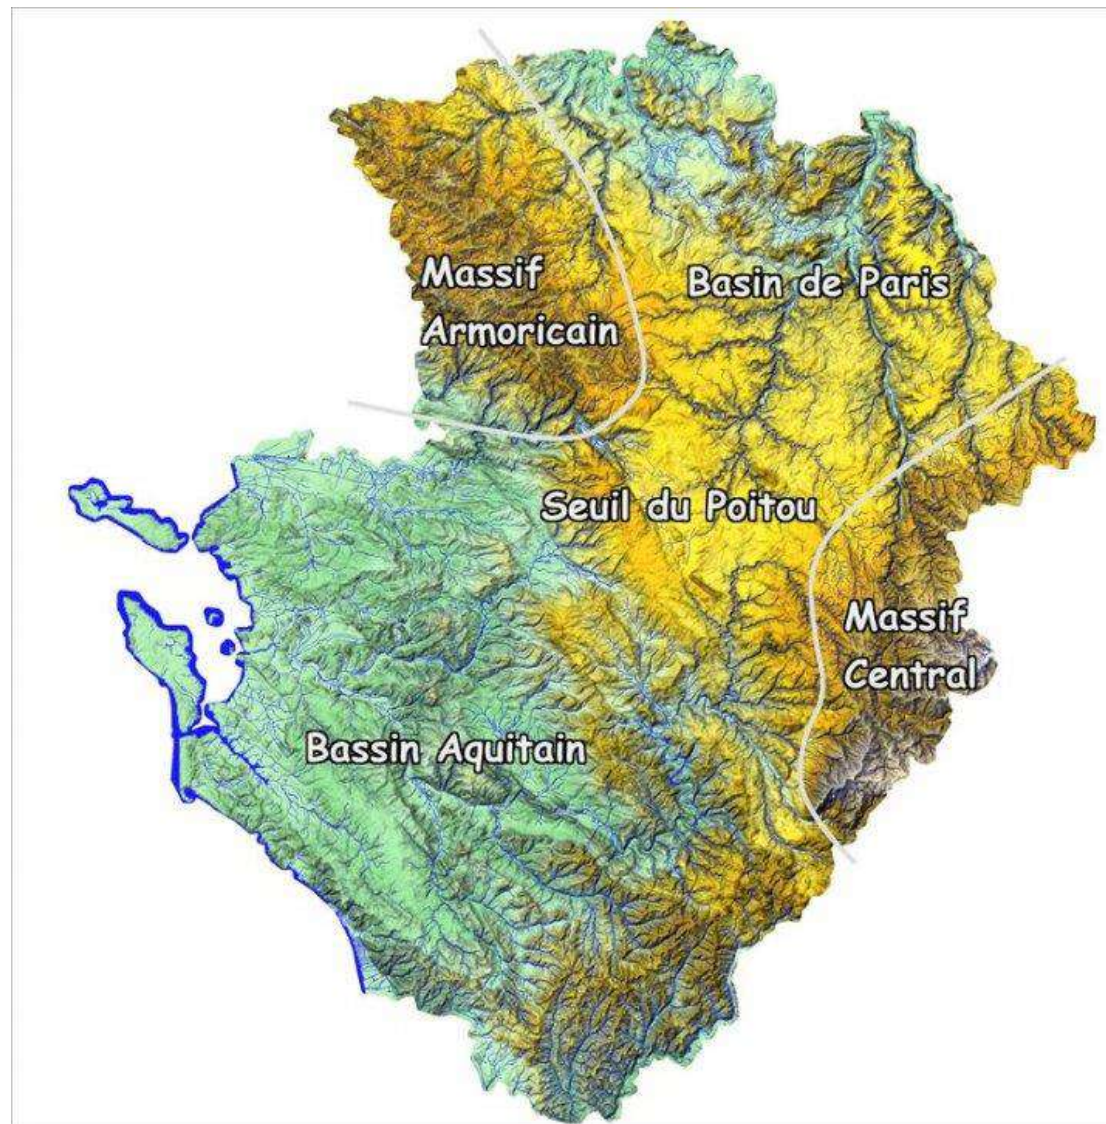 Massif
Armoricain
Basin de Paris
Seuil du Poitou
Massif
Central
Bassin Aquitain